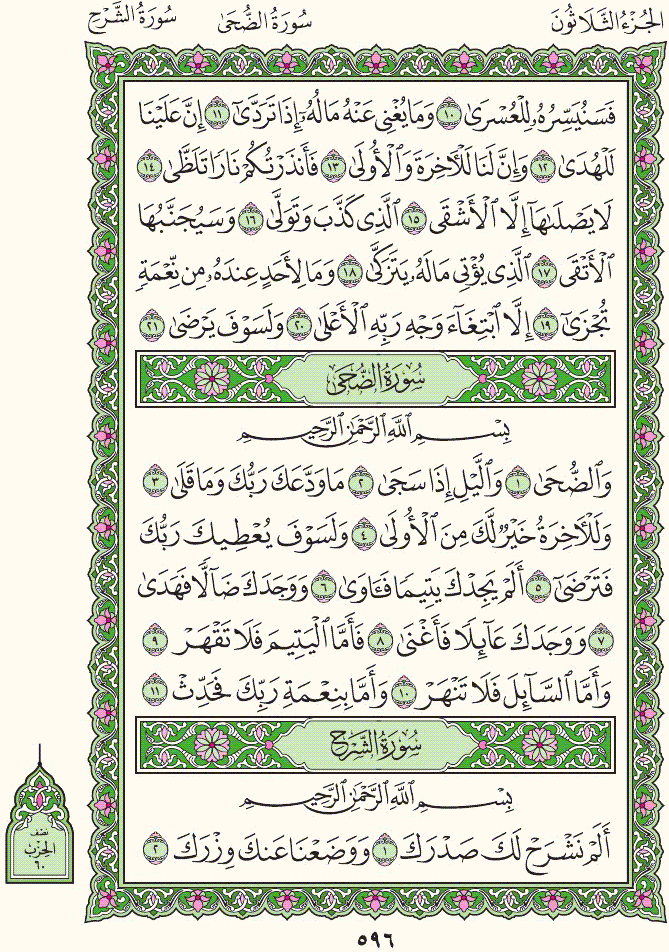 الجُزْءُ الثَّلَاثُونَ سُورَةُ الضُّحَىٰ سُورَةُ الشَّرْحِ
فَسَنُيَسِّرُهُۥ لِلْعُسْرَىٰ ١٠ وَمَا يُغْنِى عَنْهُ مَالُهُۥٓ إِذَا تَرَدَّىٰٓ ١١ إِنَّ عَلَيْنَا
لَلْهُدَىٰ ١٢ وَإِنَّ لَنَا لَلْءَاخِرَةَ وَٱلْأُولَىٰ ١٣ فَأَنذَرْتُكُمْ نَارًا تَلَظَّىٰ ١٤
لَا يَصْلَىٰهَآ إِلَّا ٱلْأَشْقَى ١٥ ٱلَّذِى كَذَّبَ وَتَوَلَّىٰ ١٦ وَسَيُجَنَّبُهَا
ٱلْأَتْقَى ١٧ ٱلَّذِى يُؤْتِى مَالَهُۥ يَتَزَكَّىٰ ١٨ وَمَا لِأَحَدٍ عِندَهُۥ مِن نِّعْمَةٍ
تُجْزَىٰٓ ١٩ إِلَّا ٱبْتِغَآءَ وَجْهِ رَبِّهِ ٱلْأَعْلَىٰ ٢٠ وَلَسَوْفَ يَرْضَىٰ ٢١
سُورَةُ الضُّحَىٰ
بِسْمِ ٱللَّهِ ٱلرَّحْمَٰنِ ٱلرَّحِيمِ
وَٱلضُّحَىٰ ١ وَٱلَّيْلِ إِذَا سَجَىٰ ٢ مَا وَدَّعَكَ رَبُّكَ وَمَا قَلَىٰ ٣
وَلَلْءَاخِرَةُ خَيْرٌ لَّكَ مِنَ ٱلْأُولَىٰ ٤ وَلَسَوْفَ يُعْطِيكَ رَبُّكَ
فَتَرْضَىٰٓ ٥ أَلَمْ يَجِدْكَ يَتِيمًا فَـَٔاوَىٰ ٦ وَوَجَدَكَ ضَآلًّا فَهَدَىٰ
٧ وَوَجَدَكَ عَآئِلًا فَأَغْنَىٰ ٨ فَأَمَّا ٱلْيَتِيمَ فَلَا تَقْهَرْ ٩
وَأَمَّا ٱلسَّآئِلَ فَلَا تَنْهَرْ ١٠ وَأَمَّا بِنِعْمَةِ رَبِّكَ فَحَدِّثْ ١١
سُورَةُ الشَّرْحِ
بِسْمِ ٱللَّهِ ٱلرَّحْمَٰنِ ٱلرَّحِيمِ
أَلَمْ نَشْرَحْ لَكَ صَدْرَكَ ١ وَوَضَعْنَا عَنكَ وِزْرَكَ ٢
نصف
الحزب
٦٠
٥٩٦